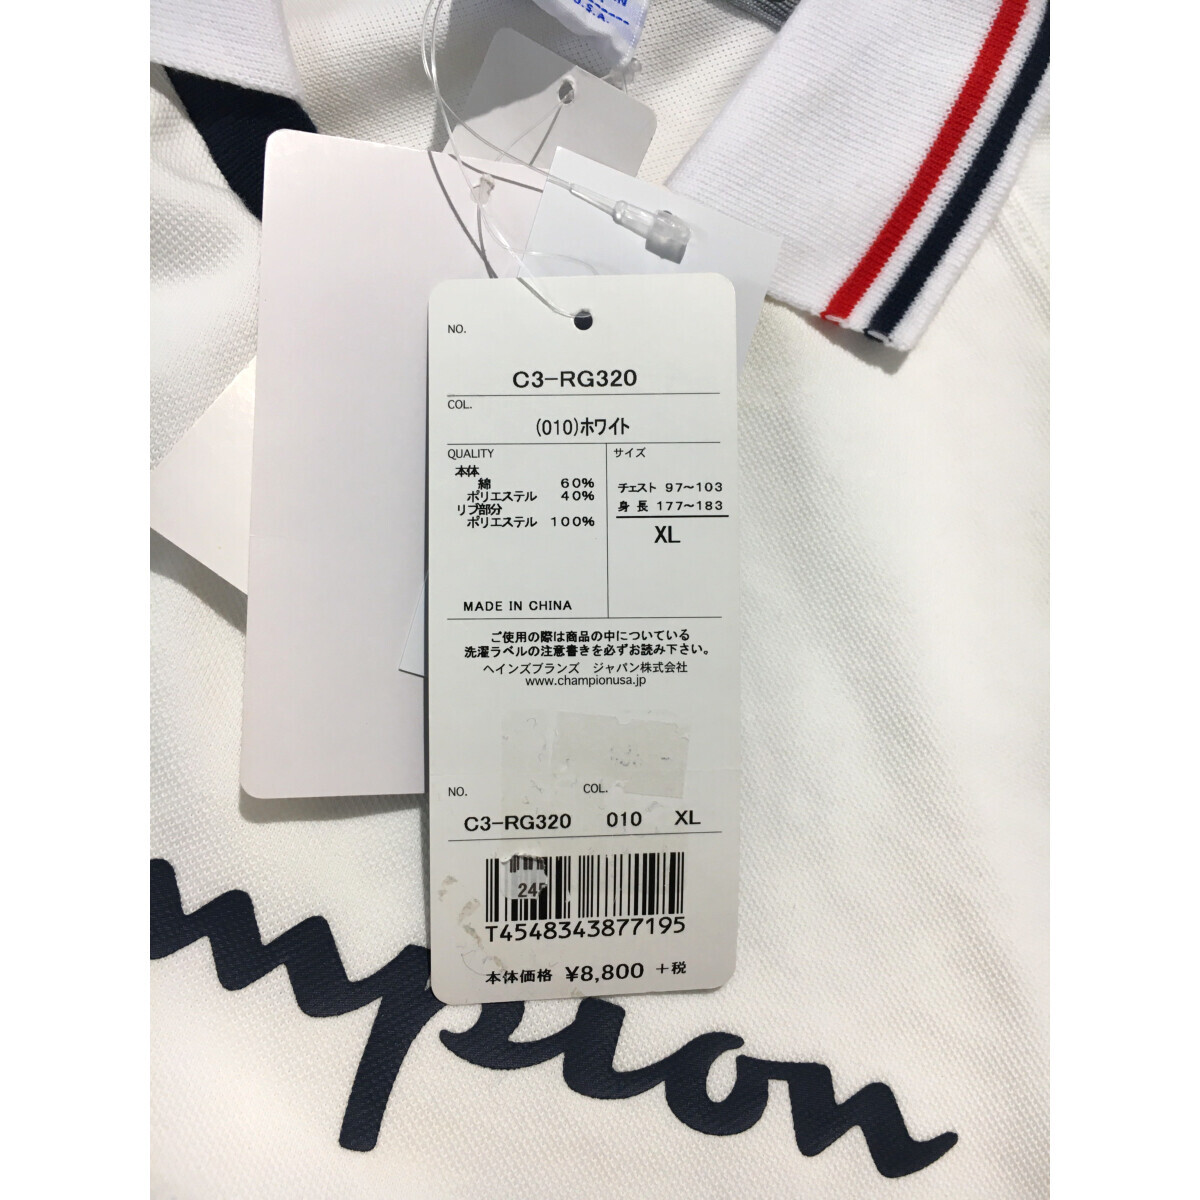 U.S.A.
NO.
C3-RG320
COL.
(010)ホワイト
QUALITY
本体
綿 60%
ポリエステル 40%
リブ部分
ポリエステル 100%
MADE IN CHINA
サイズ
チェスト 97~103
身長 177~183
XL
ご使用の際は商品の中についている
洗濯ラベルの注意書きを必ずお読み下さい。
ヘインズブランズ ジャパン株式会社
www.championusa.jp
NO. COL.
C3-RG320 010 XL
245
T4548343877195
本体価格 ¥8,800 +税
mpion